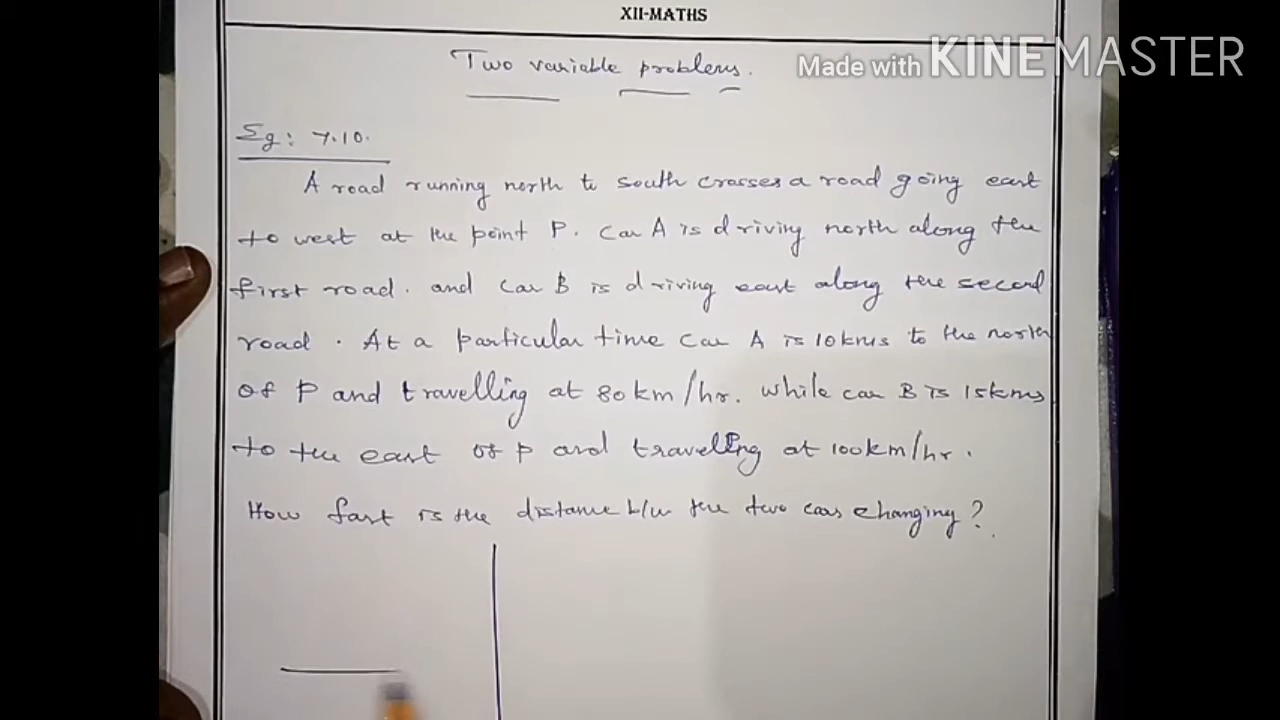 XII-MATHS
Made with KINEMASTER
Two variable problems.
Eg: 7.10.
A road running north to south crosses a road going east
to west at the point P. Car A is driving north along the
first road. and car B is driving east along the second
road. At a particular time car A is 10kms to the north
of P and travelling at 80km/hr. while car B is 15kms
to the east of P and travelling at 100km/hr.
How fast is the distance b/w the two cars changing?